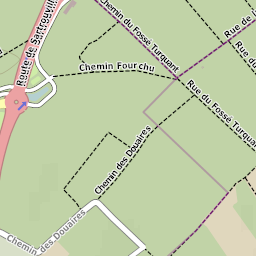 Route de Sartrouvill
Chemin du Fossé Turquant
Rue de
Chemin Fourchu
Rue du Fossé Turquant
Chemin des Douaires
Chemin des Douaires